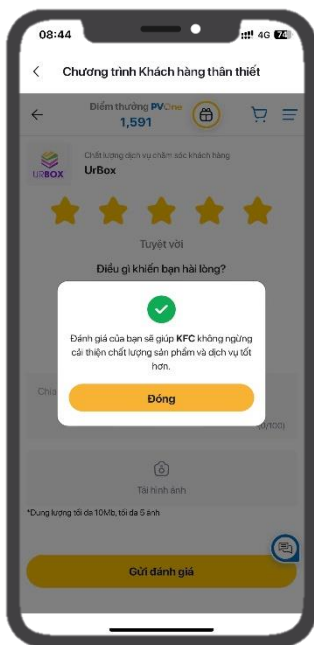 08:44
4G 74
Chương trình Khách hàng thân thiết
Điểm thưởng PVOne
1,591
Chất lượng dịch vụ chăm sóc khách hàng
URBOX
UrBox
Tuyệt vời
Điều gì khiến bạn hài lòng?
Đánh giá của bạn sẽ giúp KFC không ngừng
cải thiện chất lượng sản phẩm và dịch vụ tốt
hơn.
Đóng
(0/100)
Tải hình ảnh
*Dung lượng tối đa 10Mb, tối đa 5 ảnh
Gửi đánh giá